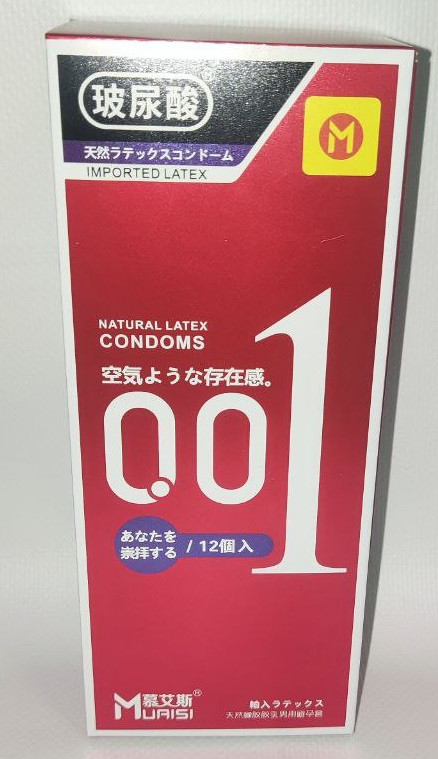 玻尿酸
天然ラテックスコンドーム
IMPORTED LATEX
M
NATURAL LATEX
CONDOMS
空気ような存在感。
0.01
あなたを
崇拝する
/ 12個入
慕艾斯®
MUAISI
輸入ラテックス
天然橡胶胶乳男用避孕套